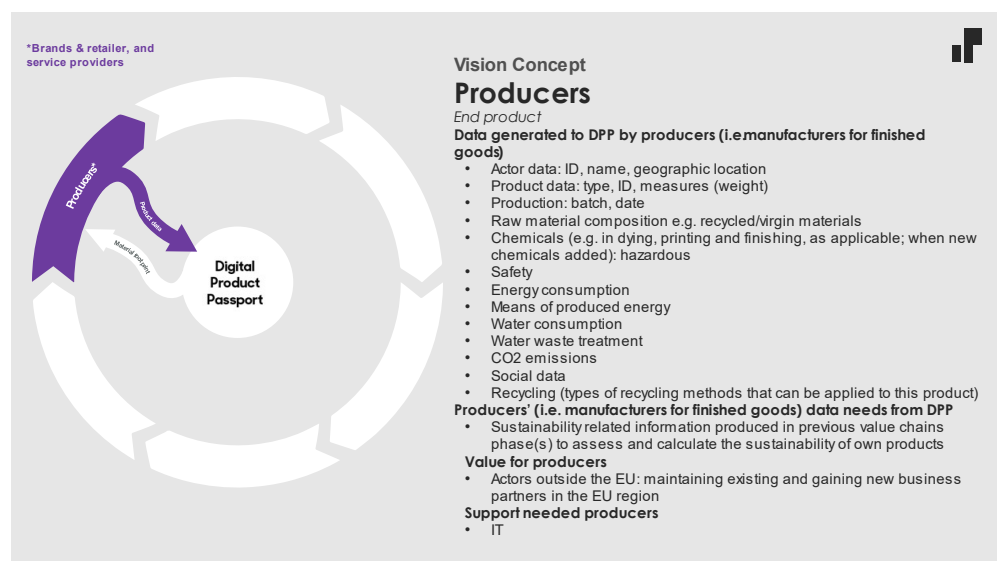 *Brands & retailer, and
service providers
Producers*
Product data
Material footprint
Digital
Product
Passport
Vision Concept
Producers
End product
Data generated to DPP by producers (i.e manufacturers for finished
goods)
• Actor data: ID, name, geographic location
• Product data: type, ID, measures (weight)
• Production: batch, date
• Raw material composition e.g. recycled/virgin materials
• Chemicals (e.g. in dying, printing and finishing, as applicable; when new
chemicals added): hazardous
• Safety
• Energy consumption
• Means of produced energy
• Water consumption
• Water waste treatment
• CO2 emissions
• Social data
• Recycling (types of recycling methods that can be applied to this product)
Producers' (i.e. manufacturers for finished goods) data needs from DPP
• Sustainability related information produced in previous value chains
phase(s) to assess and calculate the sustainability of own products
Value for producers
• Actors outside the EU: maintaining existing and gaining new business
partners in the EU region
Support needed producers
• IT